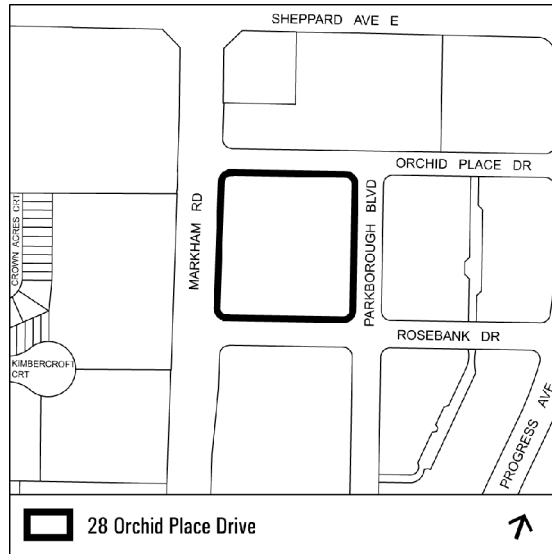 SHEPPARD AVE E
ORCHID PLACE DR
MARKHAM RD
PARKBOROUGH BLVD
CROWN ACRES CRT
ROSEBANK DR
KIMBERCROFT
CRT
PROGRESS AVE
28 Orchid Place Drive